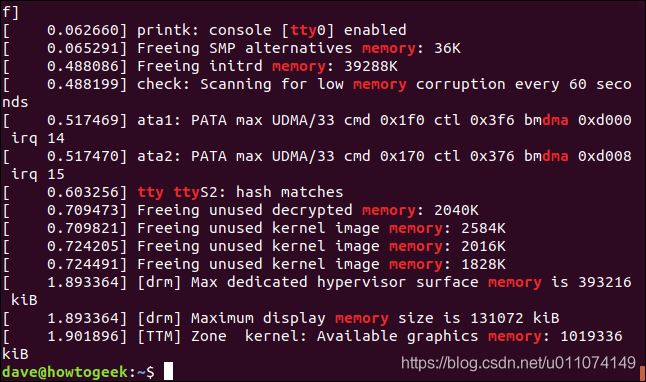 f]
[    0.062660] printk: console [tty0] enabled
[    0.065291] Freeing SMP alternatives memory: 36K
[    0.488086] Freeing initrd memory: 39288K
[    0.488199] check: Scanning for low memory corruption every 60 seco
nds
[    0.517469] ata1: PATA max UDMA/33 cmd 0x1f0 ctl 0x3f6 bmdma 0xd000
 irq 14
[    0.517470] ata2: PATA max UDMA/33 cmd 0x170 ctl 0x376 bmdma 0xd008
 irq 15
[    0.603256] tty ttyS2: hash matches
[    0.709473] Freeing unused decrypted memory: 2040K
[    0.709821] Freeing unused kernel image memory: 2584K
[    0.724205] Freeing unused kernel image memory: 2016K
[    0.724491] Freeing unused kernel image memory: 1828K
[    1.893364] [drm] Max dedicated hypervisor surface memory is 393216
 kiB
[    1.893364] [drm] Maximum display memory size is 131072 kiB
[    1.901896] [TTM] Zone  kernel: Available graphics memory: 1019336
kiB
dave@howtogeek:~$
https://blog.csdn.net/u011074149